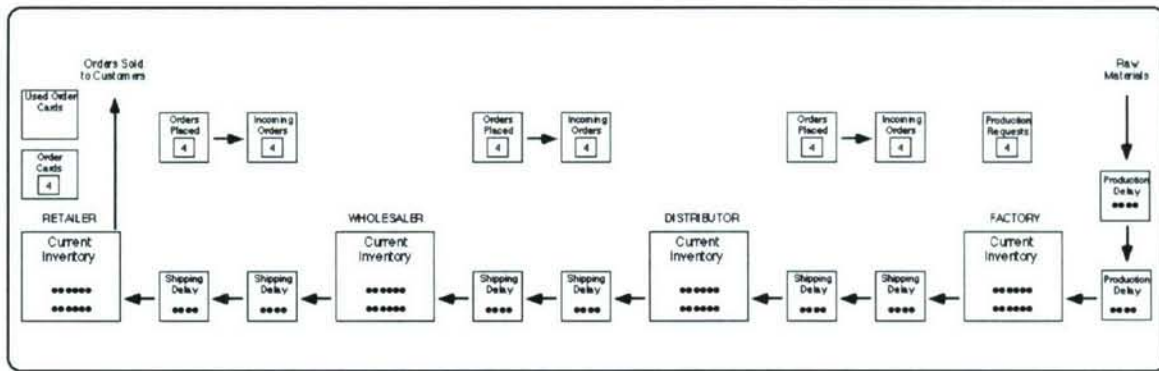 Orders Sold
to Customers
Raw
Materials
Used Order
Cards
Orders
Placed
4
Incoming
Orders
4
Orders
Placed
4
Incoming
Orders
4
Orders
Placed
4
Incoming
Orders
4
Production
Requests
4
Order
Cards
4
Production
Delay
RETAILER
WHOLESALER
DISTRIBUTOR
FACTORY
Current
Inventory
Shipping
Delay
Shipping
Delay
Current
Inventory
Shipping
Delay
Shipping
Delay
Current
Inventory
Shipping
Delay
Shipping
Delay
Current
Inventory
Production
Delay